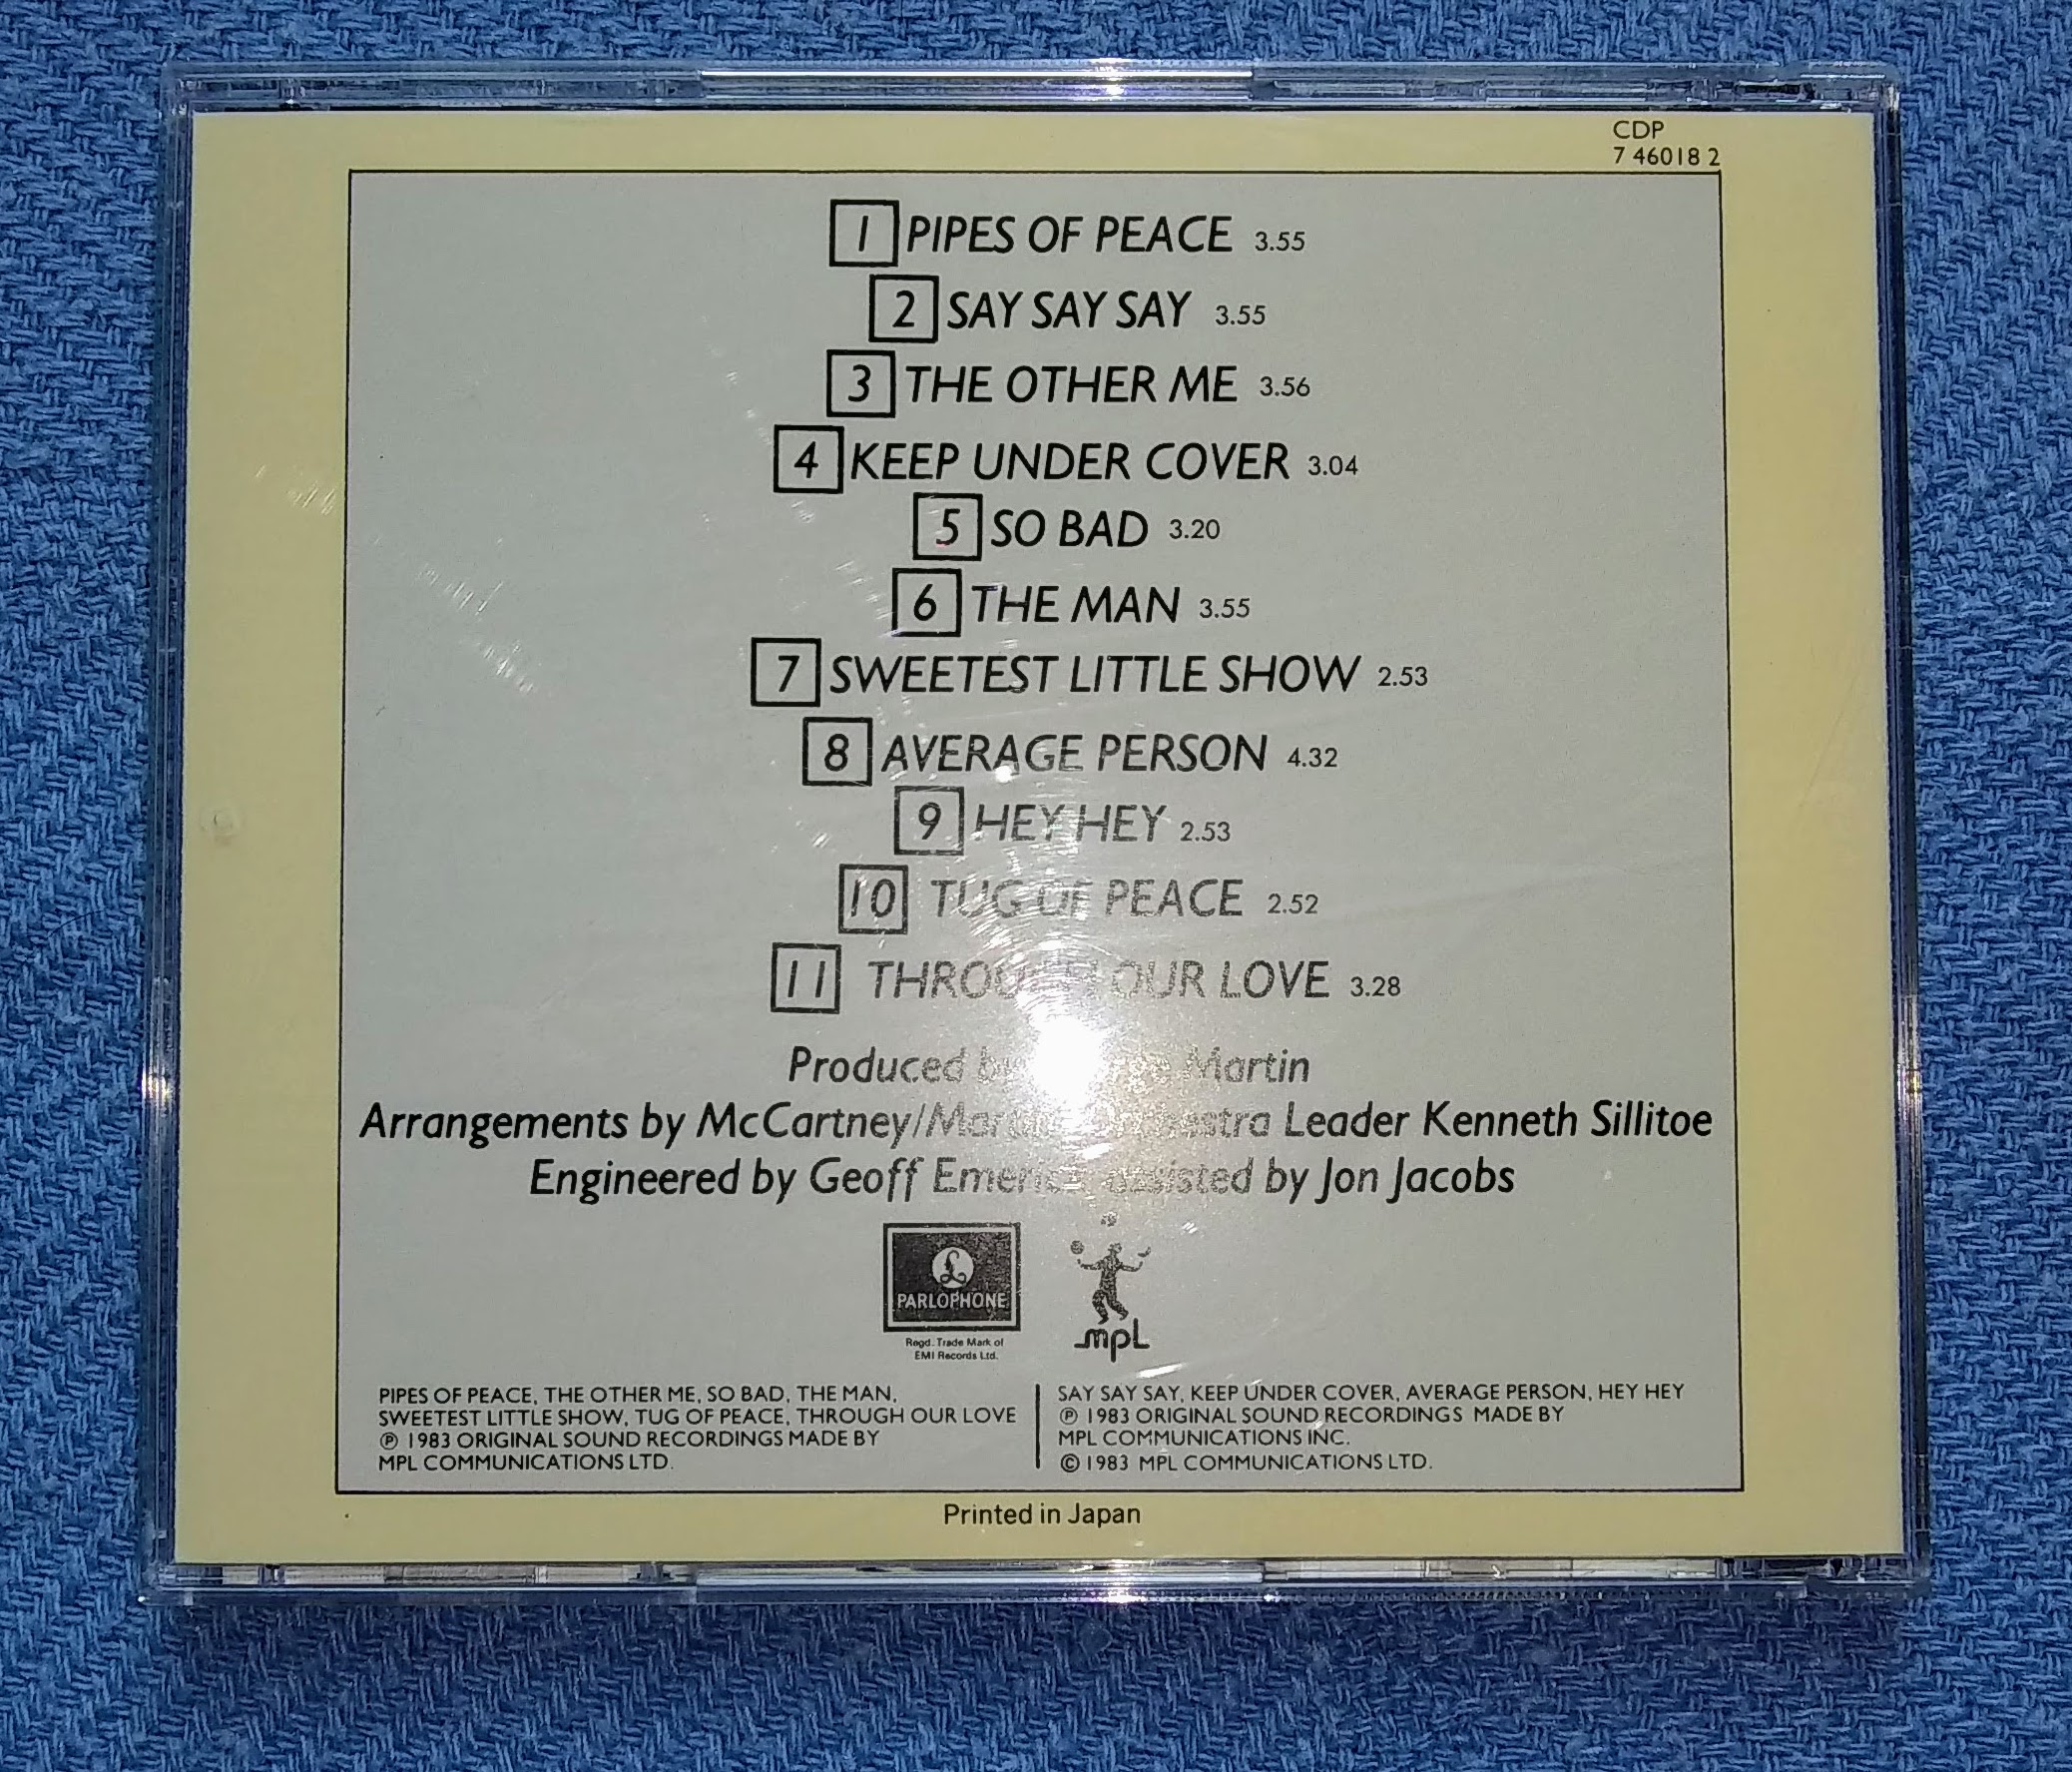 CDP
7 46018 2
1 PIPES OF PEACE 3.55
2 SAY SAY SAY 3.55
3 THE OTHER ME 3.56
4 KEEP UNDER COVER 3.04
5 SO BAD 3.20
6 THE MAN 3.55
7 SWEETEST LITTLE SHOW 2.53
8 AVERAGE PERSON 4.32
9 HEY HEY 2.53
10 TUG OF PEACE 2.52
11 THROUGH OUR LOVE 3.28
Produced Martin
Arrangements by McCartney/Martin Leader Kenneth Sillitoe
Engineered by Geoff Emerick assisted by Jon Jacobs
£
PARLOPHONE
Regd. Trade Mark of
EMI Records Ltd.
mpl
PIPES OF PEACE, THE OTHER ME, SO BAD, THE MAN,
SWEETEST LITTLE SHOW, TUG OF PEACE, THROUGH OUR LOVE
℗ 1983 ORIGINAL SOUND RECORDINGS MADE BY
MPL COMMUNICATIONS LTD.
SAY SAY SAY, KEEP UNDER COVER, AVERAGE PERSON, HEY HEY
℗ 1983 ORIGINAL SOUND RECORDINGS MADE BY
MPL COMMUNICATIONS INC.
© 1983 MPL COMMUNICATIONS LTD.
Printed in Japan